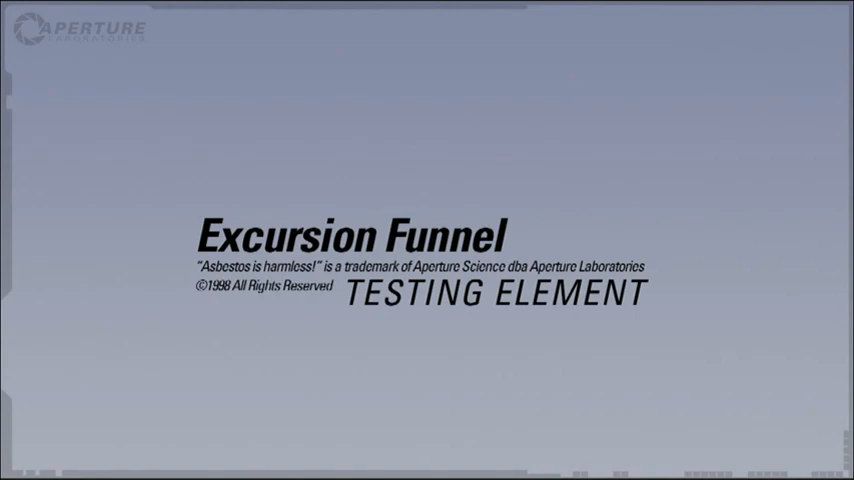 APERTURE
LABORATORIES
Excursion Funnel
"Asbestos is harmless!" is a trademark of Aperture Science dba Aperture Laboratories
©1998 All Rights Reserved TESTING ELEMENT